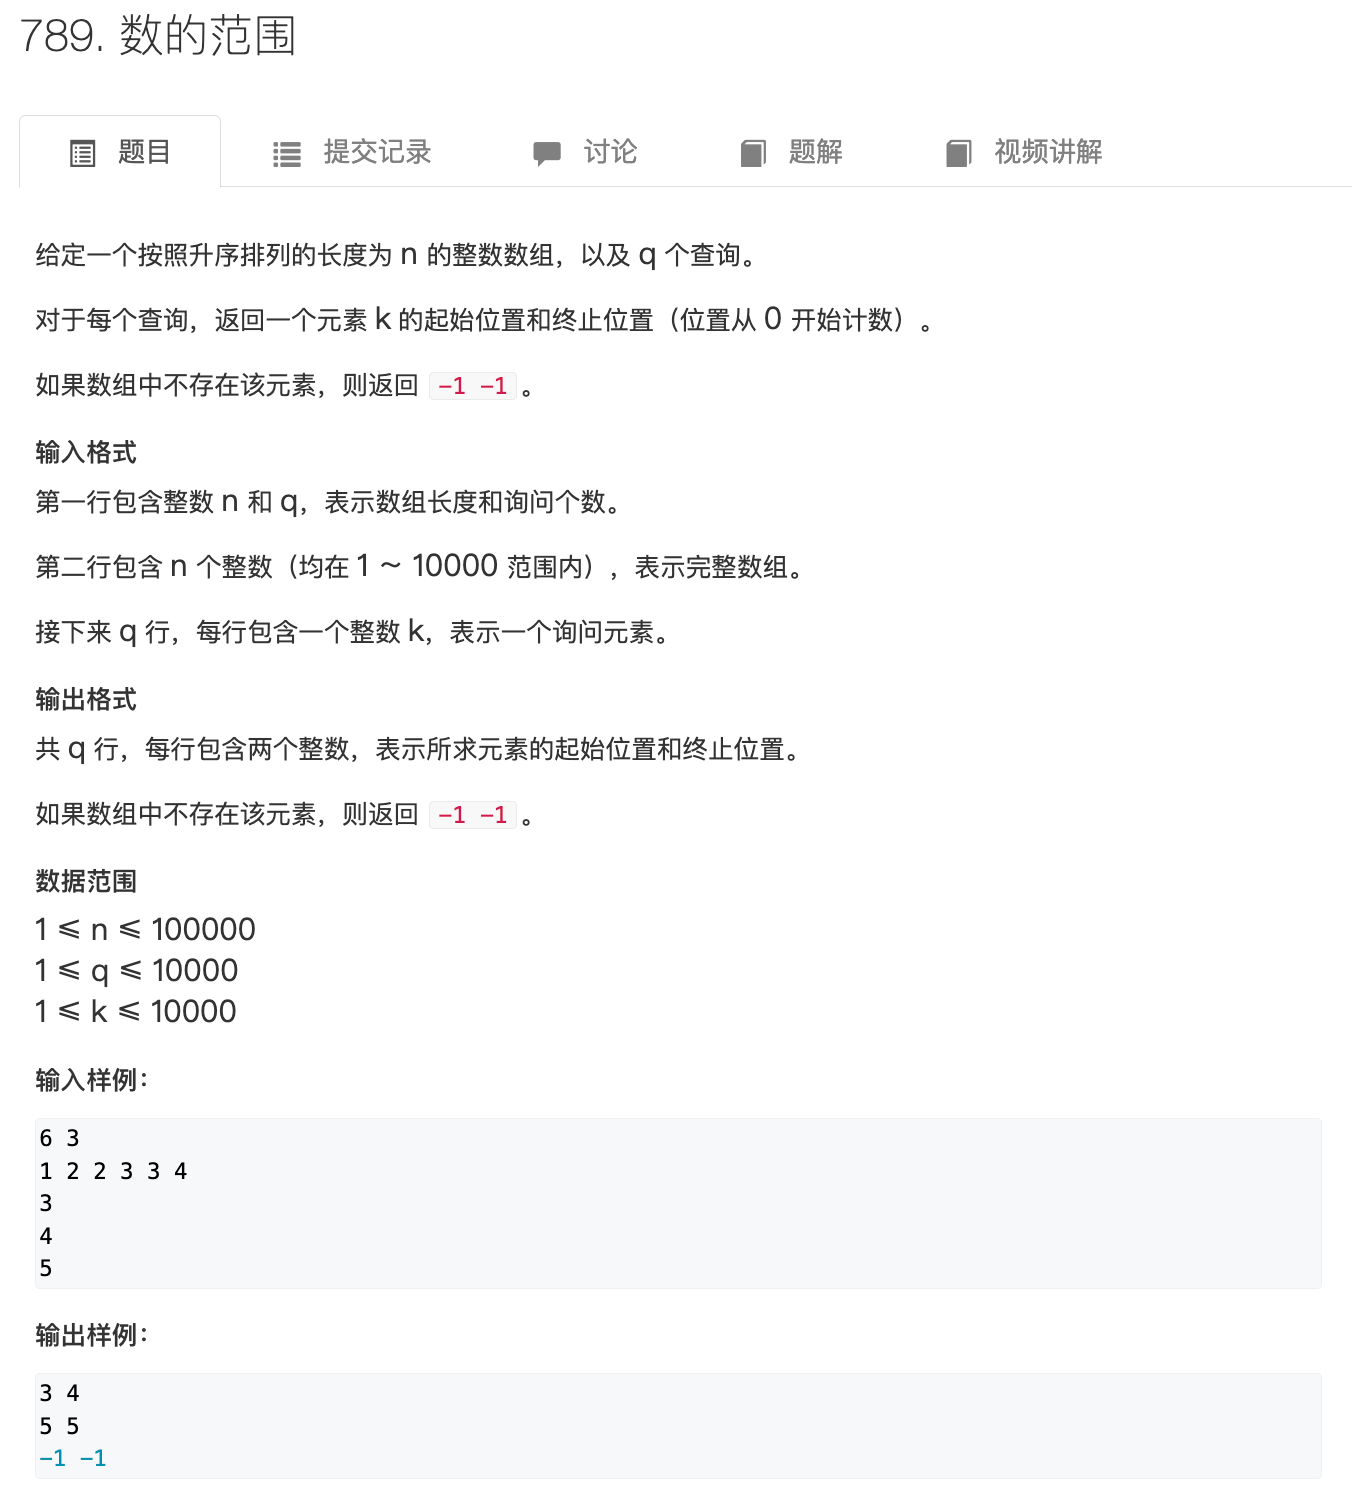 789. 数的范围
题目 提交记录 讨论 题解 视频讲解
给定一个按照升序排列的长度为 n 的整数数组，以及 q 个查询。
对于每个查询，返回一个元素 k 的起始位置和终止位置（位置从 0 开始计数）。
如果数组中不存在该元素，则返回 -1 -1 。
输入格式
第一行包含整数 n 和 q，表示数组长度和询问个数。
第二行包含 n 个整数（均在 1 ~ 10000 范围内），表示完整数组。
接下来 q 行，每行包含一个整数 k，表示一个询问元素。
输出格式
共 q 行，每行包含两个整数，表示所求元素的起始位置和终止位置。
如果数组中不存在该元素，则返回 -1 -1 。
数据范围
1 ⩽ n ⩽ 100000
1 ⩽ q ⩽ 10000
1 ⩽ k ⩽ 10000
输入样例：
6 3
1 2 2 3 3 4
3
4
5
输出样例：
3 4
5 5
-1 -1